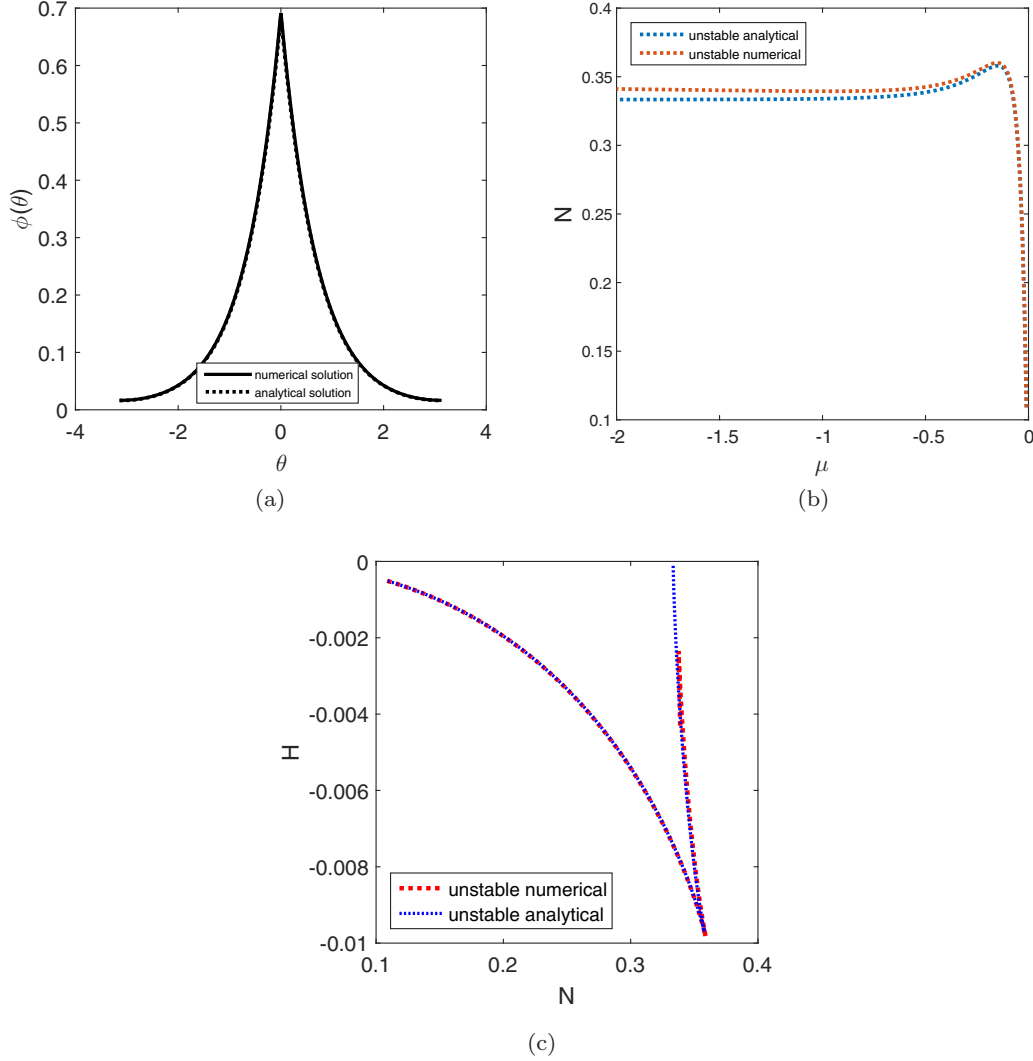 0.7
0.6
0.5
0.4
0.3
0.2
0.1
0
ϕ(θ)
numerical solution
analytical solution
-4 -2 0 2 4
θ
(a)
0.4
0.35
0.3
0.25
0.2
0.15
0.1
N
unstable analytical
unstable numerical
-2 -1.5 -1 -0.5 0
μ
(b)
0
-0.002
-0.004
-0.006
-0.008
-0.01
H
unstable numerical
unstable analytical
0.1 0.2 0.3 0.4
N
(c)